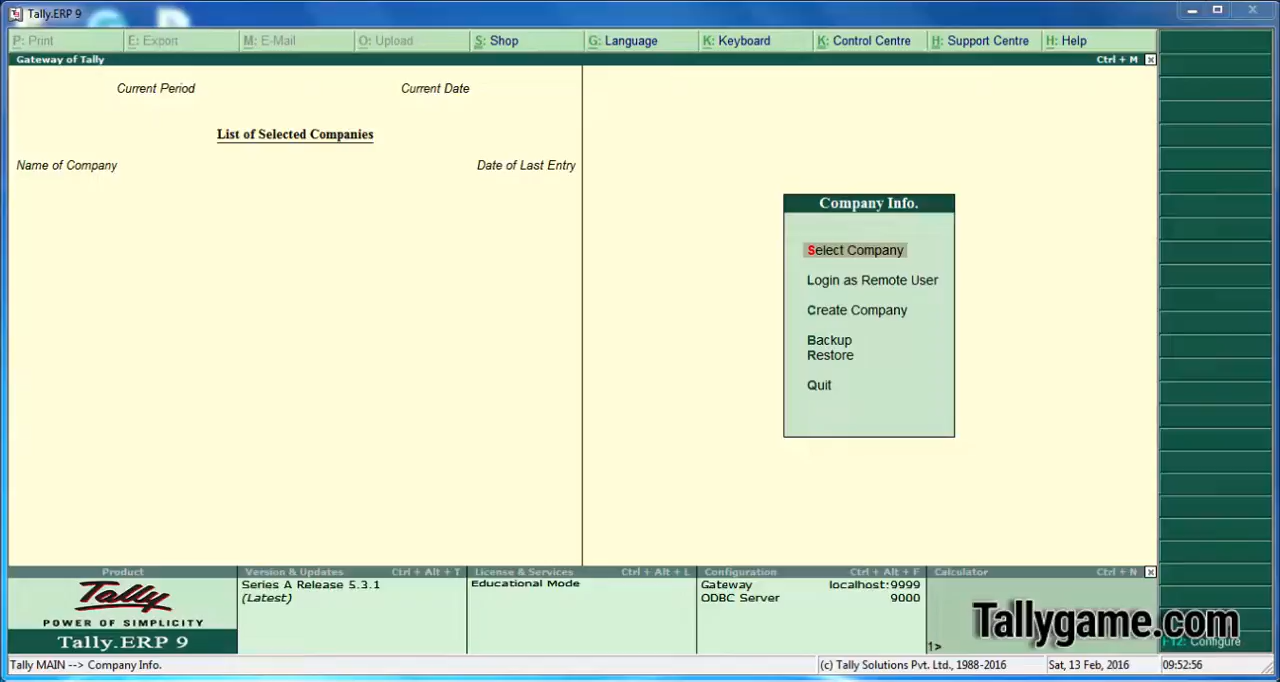 Tally.ERP 9
P: Print E: Export M: E-Mail O: Upload S: Shop G: Language K: Keyboard K: Control Centre H: Support Centre H: Help
Gateway of Tally Ctrl + M
Current Period Current Date
List of Selected Companies
Name of Company Date of Last Entry
Company Info.
Select Company
Login as Remote User
Create Company
Backup
Restore
Quit
Product Version & Updates Ctrl + Alt + T License & Services Ctrl + Alt + L Configuration Ctrl + Alt + F Calculator Ctrl + N
Tally
POWER OF SIMPLICITY
Tally.ERP 9
Series A Release 5.3.1
(Latest)
Educational Mode
Gateway localhost:9999
ODBC Server 9000
1>
Tallygame.com
F12: Configure
Tally MAIN --> Company Info. (c) Tally Solutions Pvt. Ltd., 1988-2016 Sat, 13 Feb, 2016 09:52:56